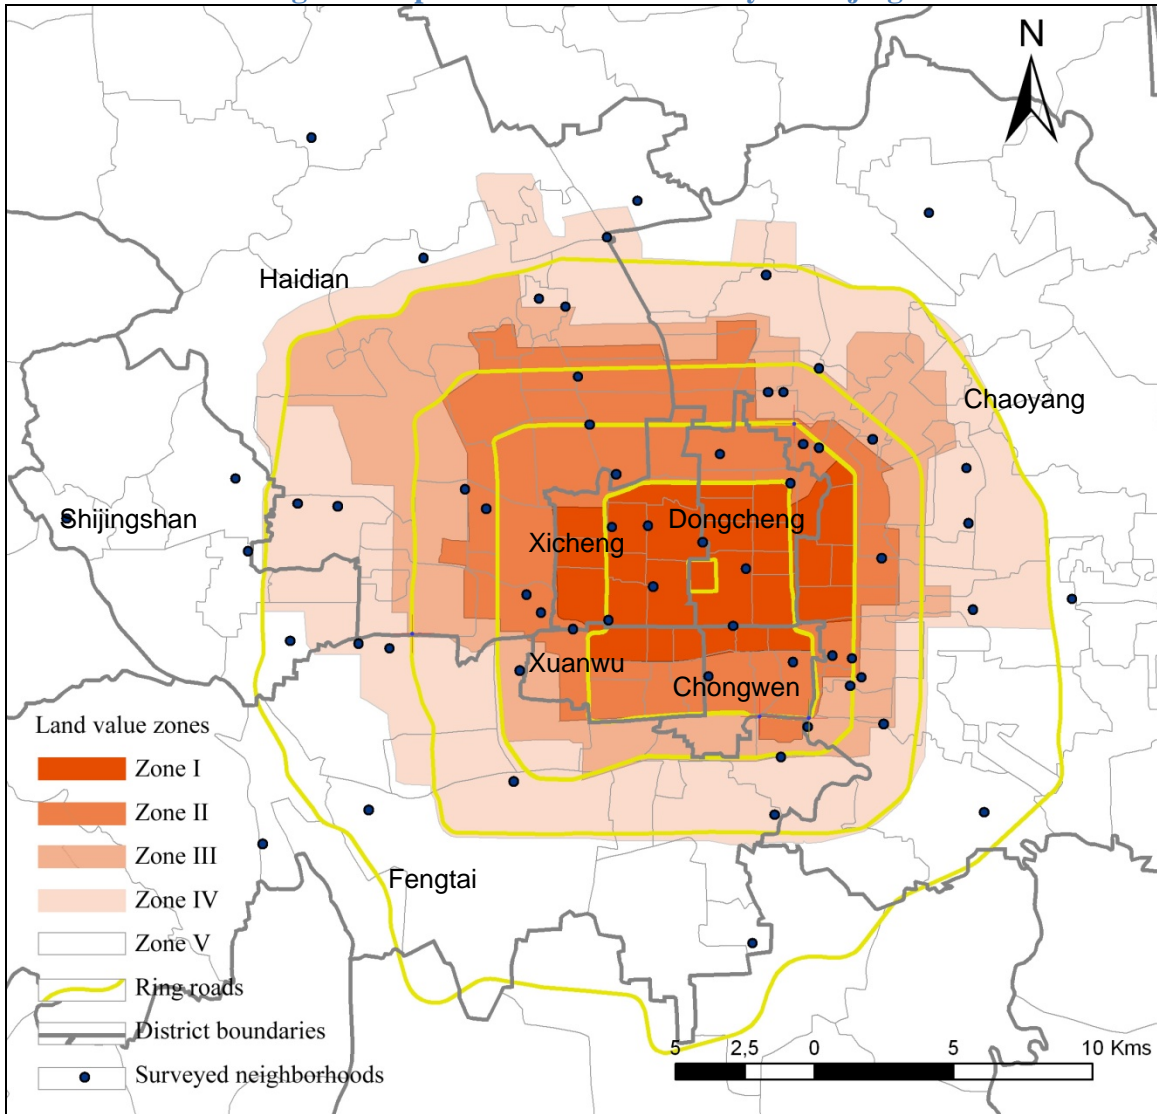 N
Haidian
Chaoyang
Shijingshan
Dongcheng
Xicheng
Xuanwu
Chongwen
Fengtai
Land value zones
Zone I
Zone II
Zone III
Zone IV
Zone V
Ring roads
District boundaries
Surveyed neighborhoods
5 2,5 0 5 10 Kms